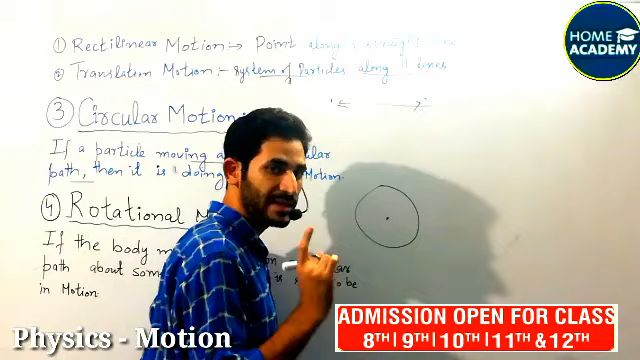 ① Rectilinear Motion :→ Point along a straight
② Translation Motion :- System of Particles along || lines
③ Circular Motion
If a particle moving
path, then it is doing Motion.
④ Rotational M
If the body
path about som
in Motion.
be
HOME
ACADEMY
ADMISSION OPEN FOR CLASS
8TH | 9TH | 10TH | 11TH & 12TH
Physics - Motion